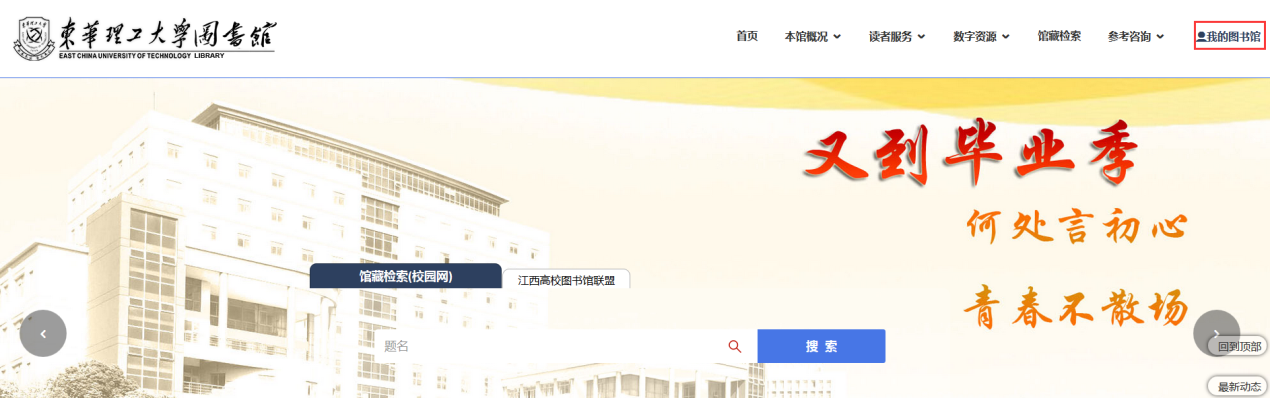 東華理工大學圖書館
EAST CHINA UNIVERSITY OF TECHNOLOGY LIBRARY
首页 本馆概况 读者服务 数字资源 馆藏检索 参考咨询 我的图书馆
又到毕业季
何处言初心
馆藏检索(校园网) 江西高校图书馆联盟
青春不散场
题名 搜索
回到顶部
最新动态